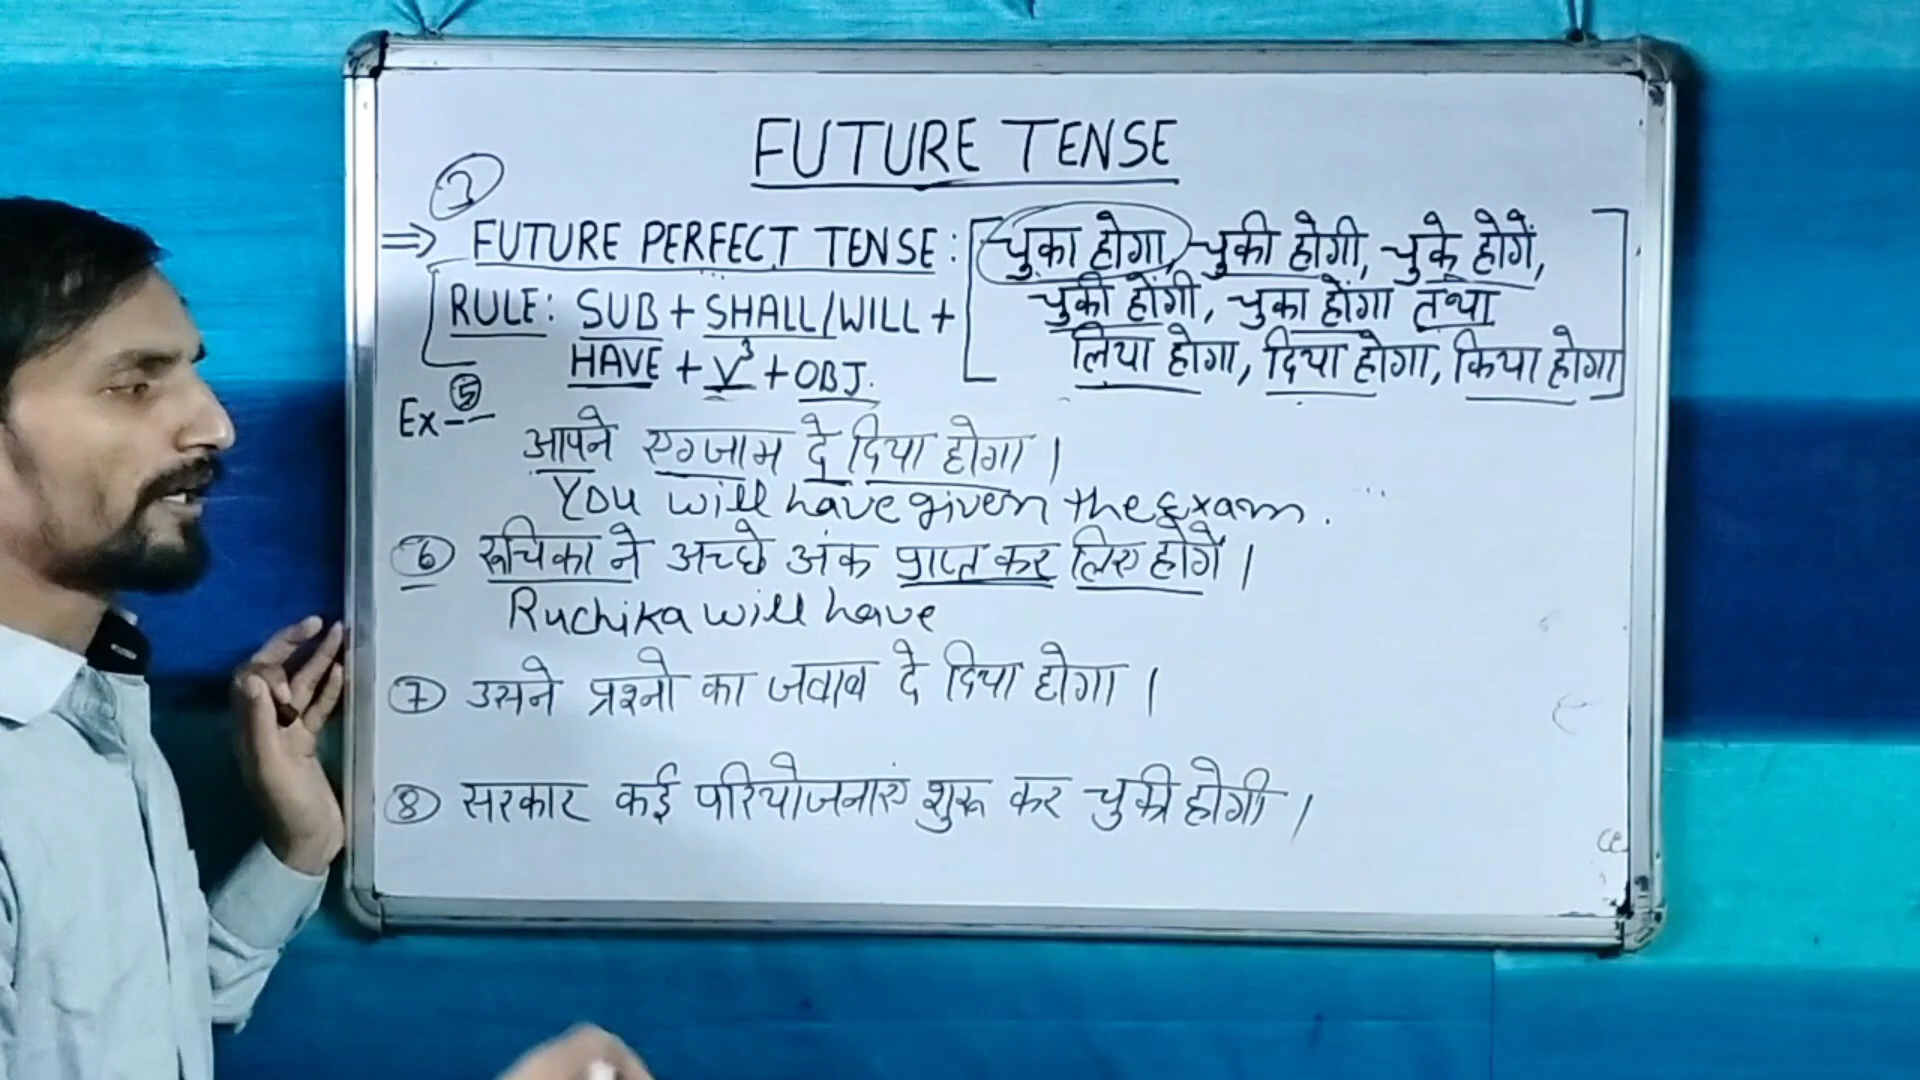 FUTURE TENSE
⇒ FUTURE PERFECT TENSE: [चुका होगा, चुकी होगी, चुके होगें,
RULE: SUB + SHALL/WILL + चुकी होंगी, चुका होंगा तथा
HAVE + V³ + OBJ. लिया होगा, दिया होगा, किया होगा]
Ex - ⑤
आपने एग्जाम दे दिया होगा।
You will have given the Exam.
⑥ रूचिका ने अच्छे अंक प्राप्त कर लिए होगें।
Ruchika will have
⑦ उसने प्रश्नो का जवाब दे दिया होगा।
⑧ सरकार कई परियोजनाएं शुरू कर चुकी होगी।